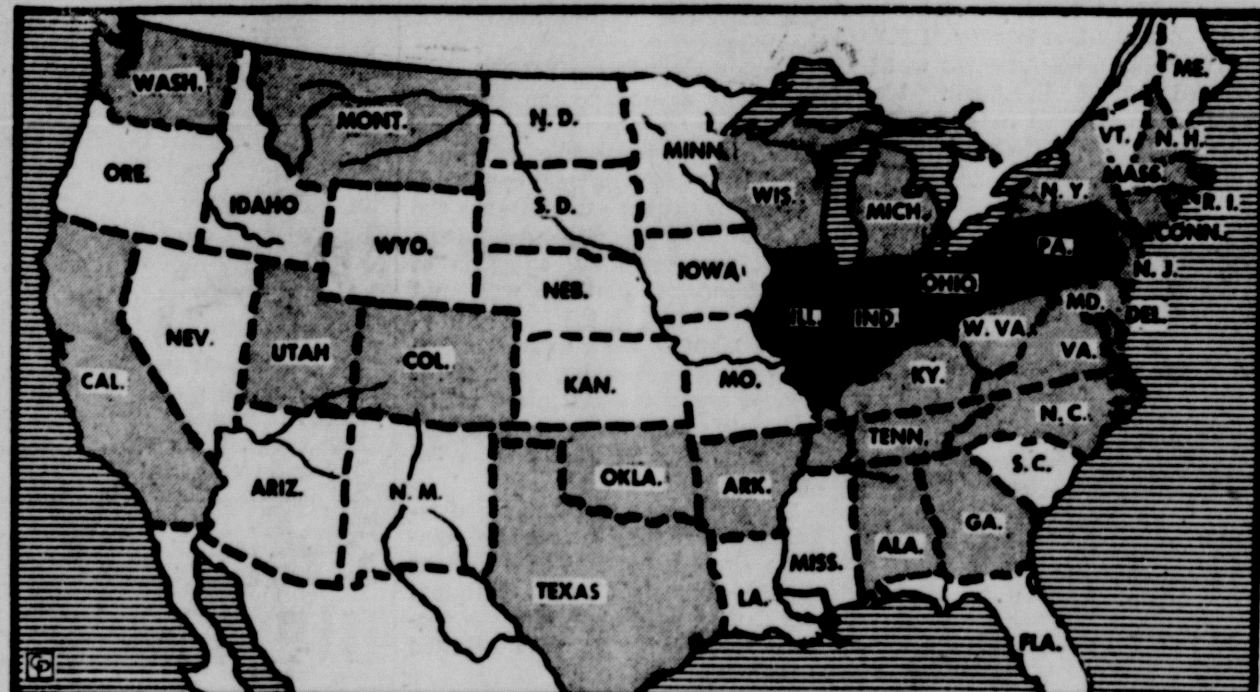 WASH.
MONT.
N. D.
MINN.
ME.
VT.
N. H.
MASS.
ORE.
IDAHO
S. D.
WIS.
MICH.
N. Y.
R. I.
CONN.
WYO.
IOWA
PA.
N. J.
NEB.
OHIO
MD.
DEL.
NEV.
UTAH
COL.
ILL.
IND.
W. VA.
VA.
CAL.
KAN.
MO.
KY.
N. C.
TENN.
S. C.
ARIZ.
N. M.
OKLA.
ARK.
GA.
ALA.
MISS.
TEXAS
LA.
FLA.
CP